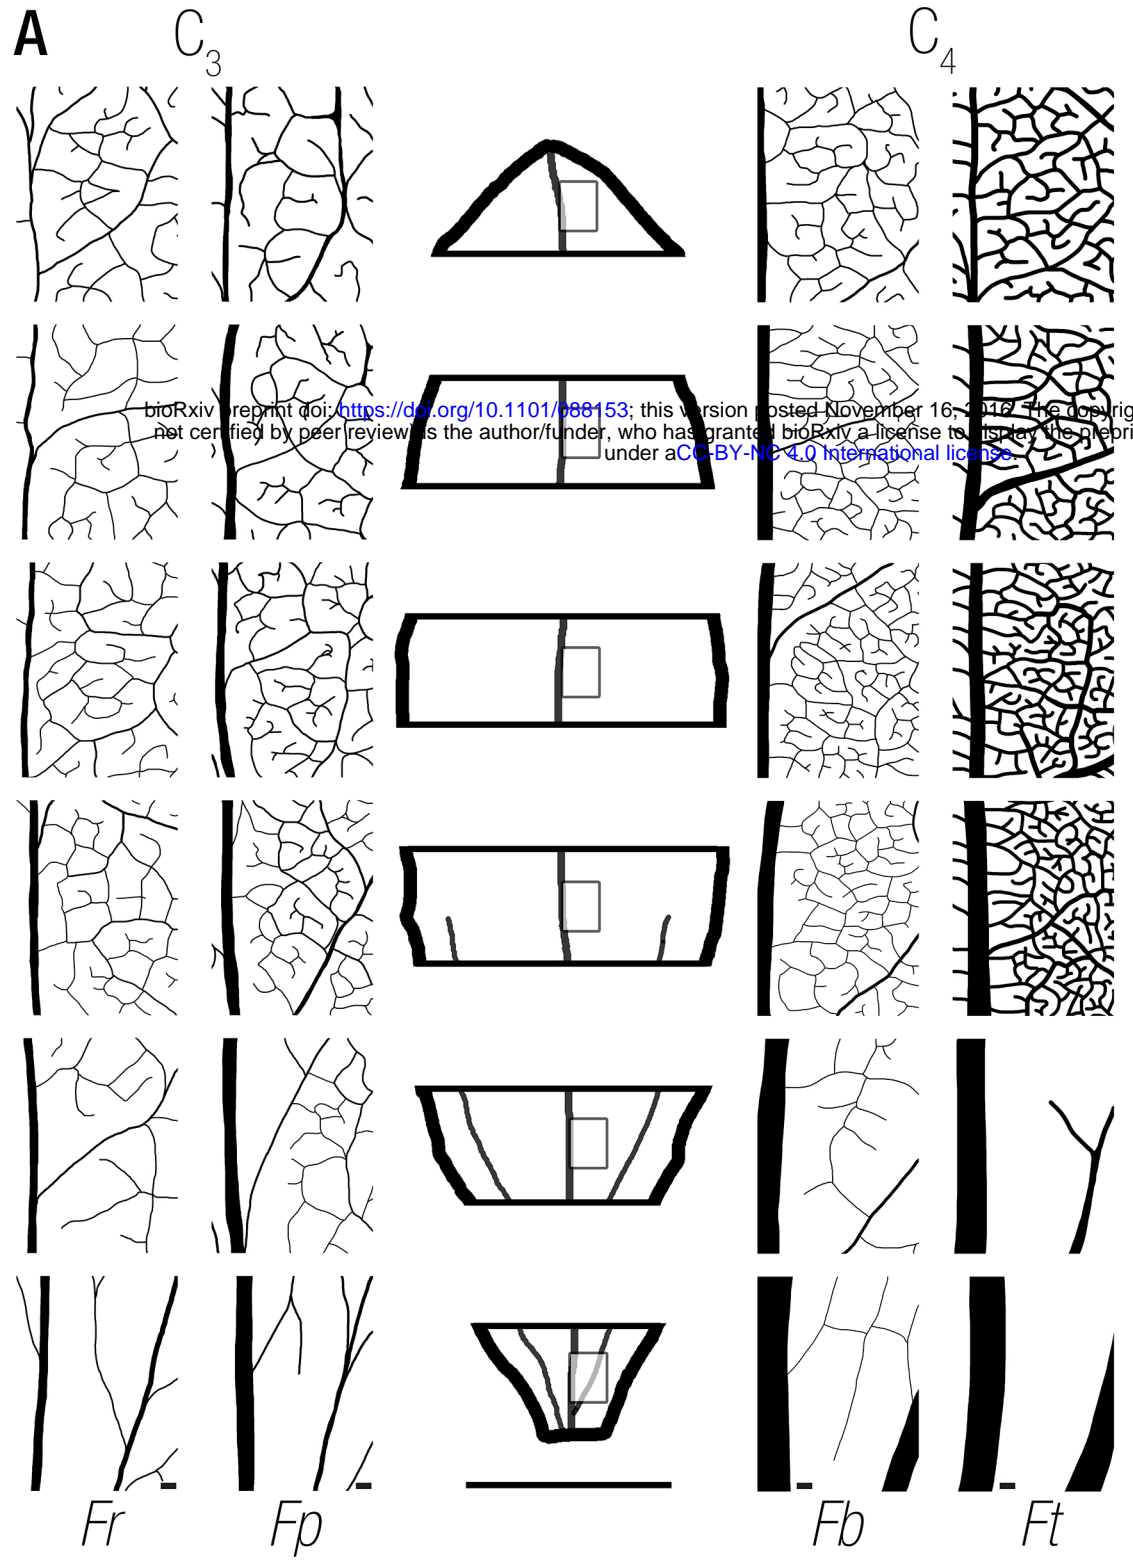 A
C3
C4
bioRxiv preprint doi: https://doi.org/10.1101/088153; this version posted November 16, 2016. The copyrig
not certified by peer review) is the author/funder, who has granted bioRxiv a license to display the prepri
under aCC-BY-NC 4.0 International license.
Fr Fp Fb Ft